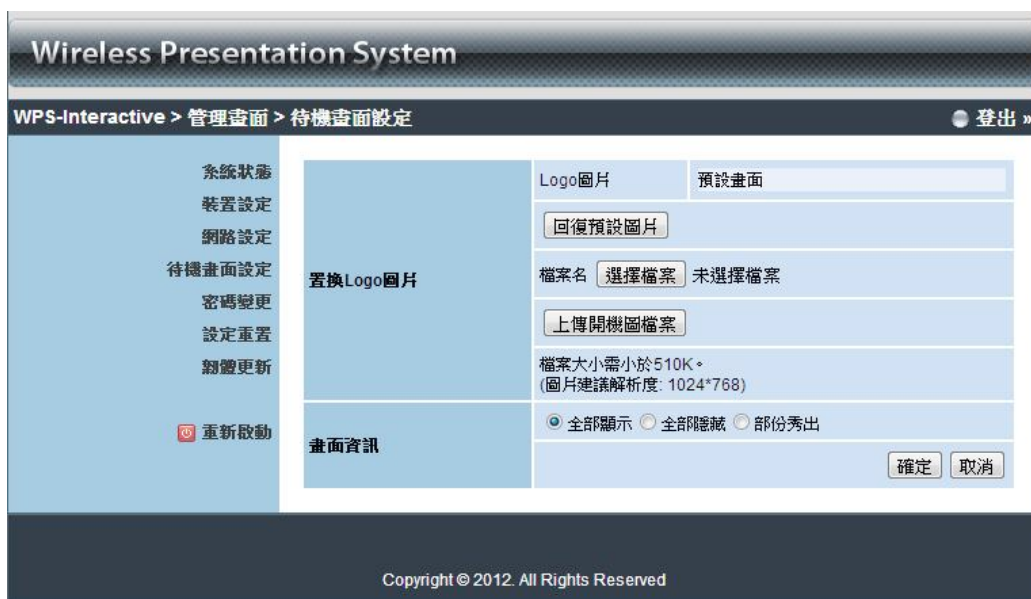 Wireless Presentation System
WPS-Interactive > 管理畫面 > 待機畫面設定
登出 »
系統狀態
裝置設定
網路設定
待機畫面設定
密碼變更
設定重置
韌體更新
重新啟動
置換Logo圖片
Logo圖片 預設畫面
回復預設圖片
檔案名 選擇檔案 未選擇檔案
上傳開機圖檔案
檔案大小需小於510K。
(圖片建議解析度: 1024*768)
畫面資訊
全部顯示 全部隱藏 部份秀出
確定 取消
Copyright © 2012. All Rights Reserved